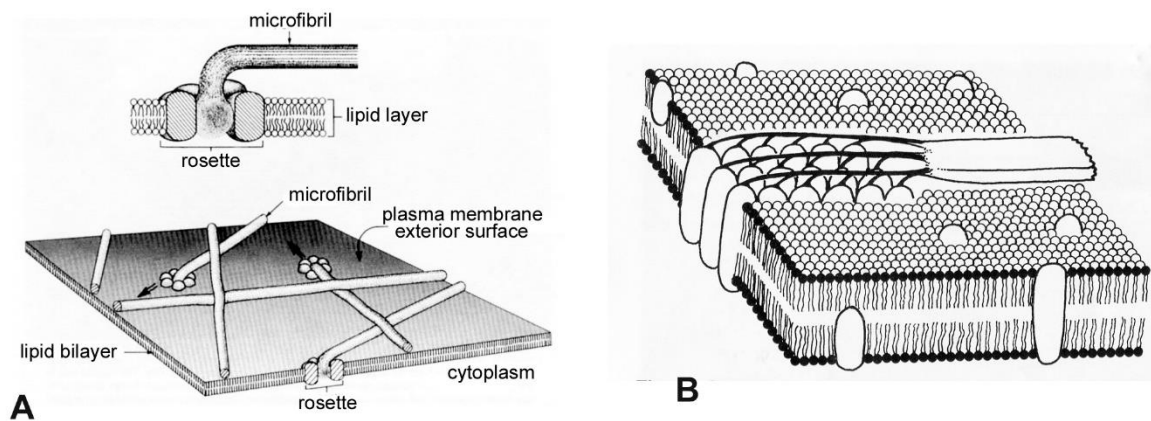 microfibril
lipid layer
rosette
microfibril
plasma membrane
exterior surface
lipid bilayer
cytoplasm
rosette
A
B